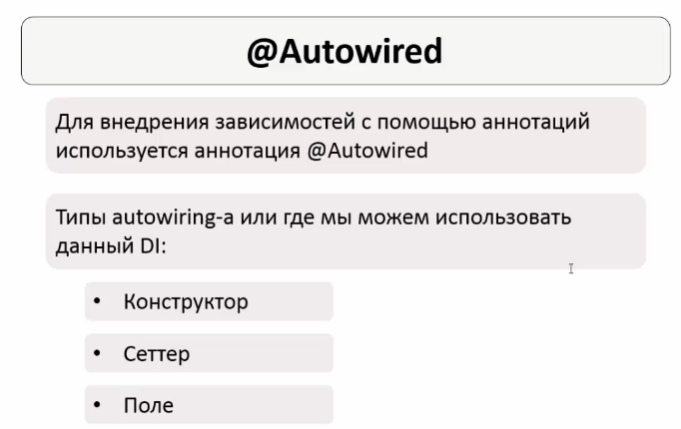 @Autowired
Для внедрения зависимостей с помощью аннотаций
используется аннотация @Autowired
Типы autowiring-а или где мы можем использовать
данный DI:
• Конструктор
• Сеттер
• Поле